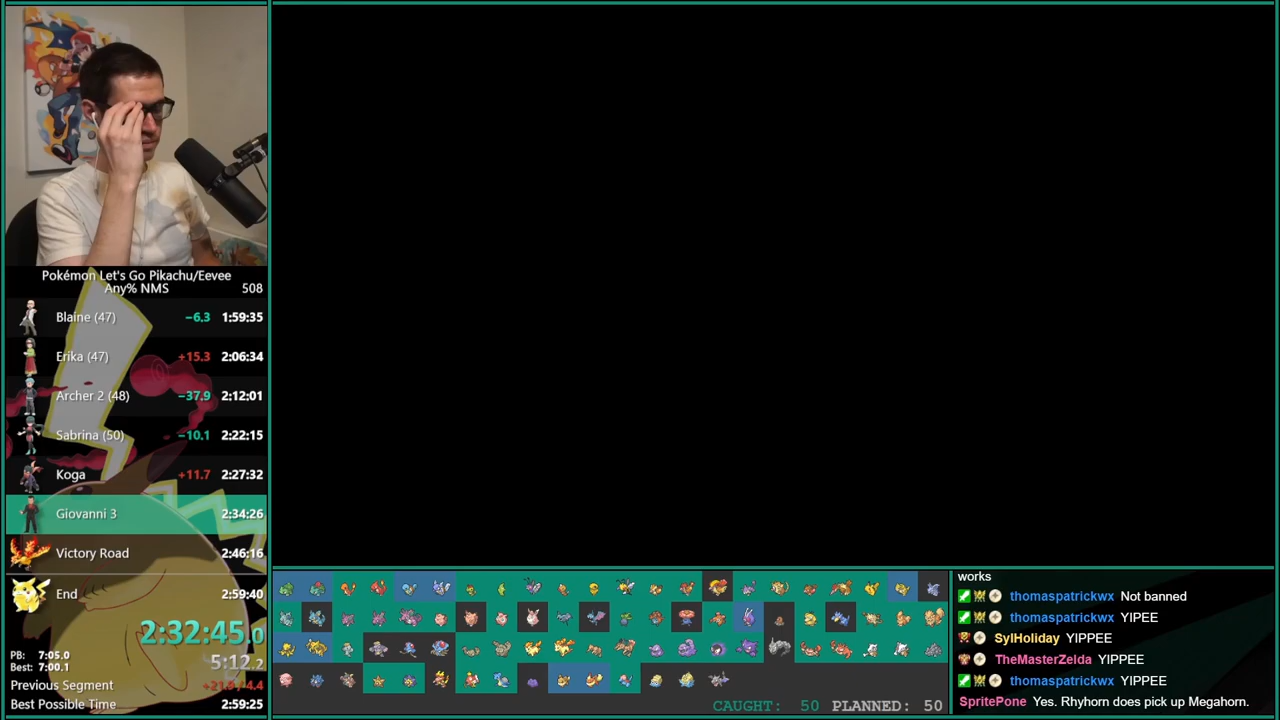 Pokémon Let's Go Pikachu/Eevee
Any% NMS 508
Blaine (47) −6.3 1:59:35
Erika (47) +15.3 2:06:34
Archer 2 (48) −37.9 2:12:01
Sabrina (50) −10.1 2:22:15
Koga +11.7 2:27:32
Giovanni 3 2:34:26
Victory Road 2:46:16
End 2:59:40
2:32:45.0
PB: 7:05.0
Best: 7:00.1
5:12.2
Previous Segment +21.9 / 4.4
Best Possible Time 2:59:25
CAUGHT: 50 PLANNED: 50
works
thomaspatrickwx Not banned
thomaspatrickwx YIPEE
SylHoliday YIPPEE
TheMasterZelda YIPPEE
thomaspatrickwx YIPPEE
SpritePone Yes. Rhyhorn does pick up Megahorn.